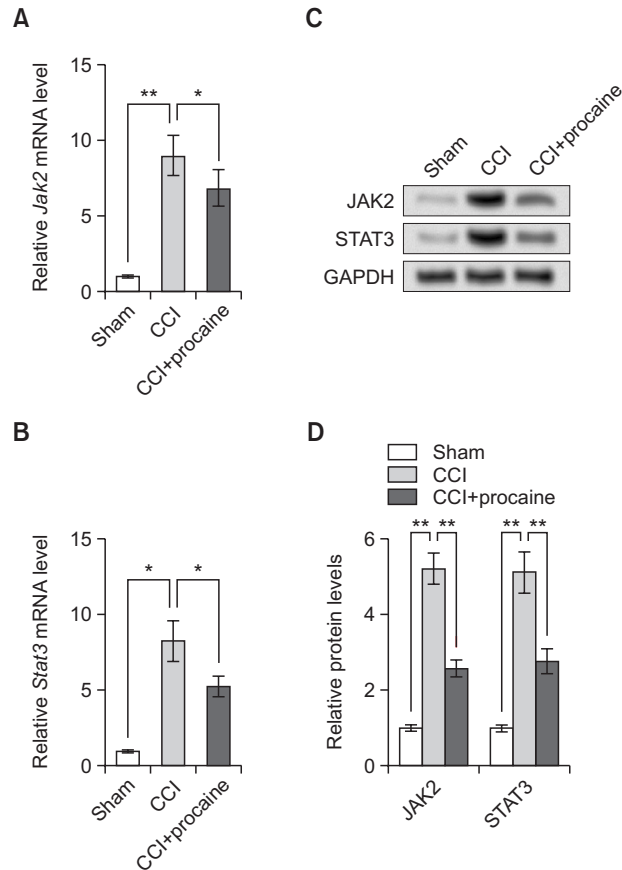 A
Relative Jak2 mRNA level
15
10
5
0
**
*
Sham
CCI
CCI+procaine
C
Sham
CCI
CCI+procaine
JAK2
STAT3
GAPDH
B
Relative Stat3 mRNA level
15
10
5
0
*
*
Sham
CCI
CCI+procaine
D
Sham
CCI
CCI+procaine
Relative protein levels
6
4
2
0
** ** ** **
JAK2
STAT3